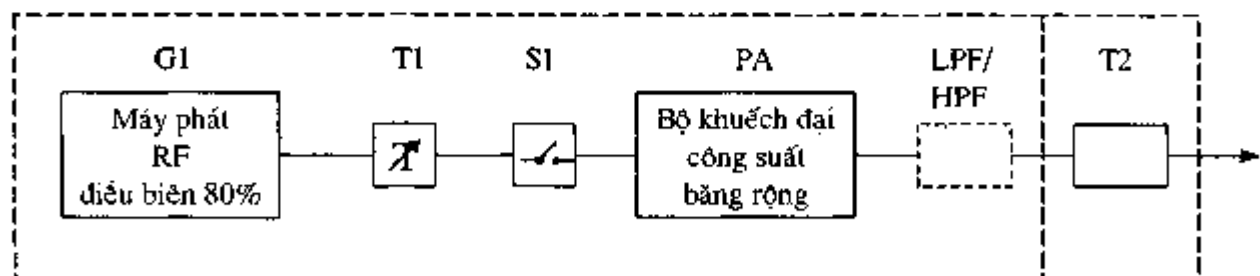 G1
T1
S1
PA
LPF/
HPF
T2
Máy phát
RF
điều biên 80%
T
Bộ khuếch đại
công suất
băng rộng